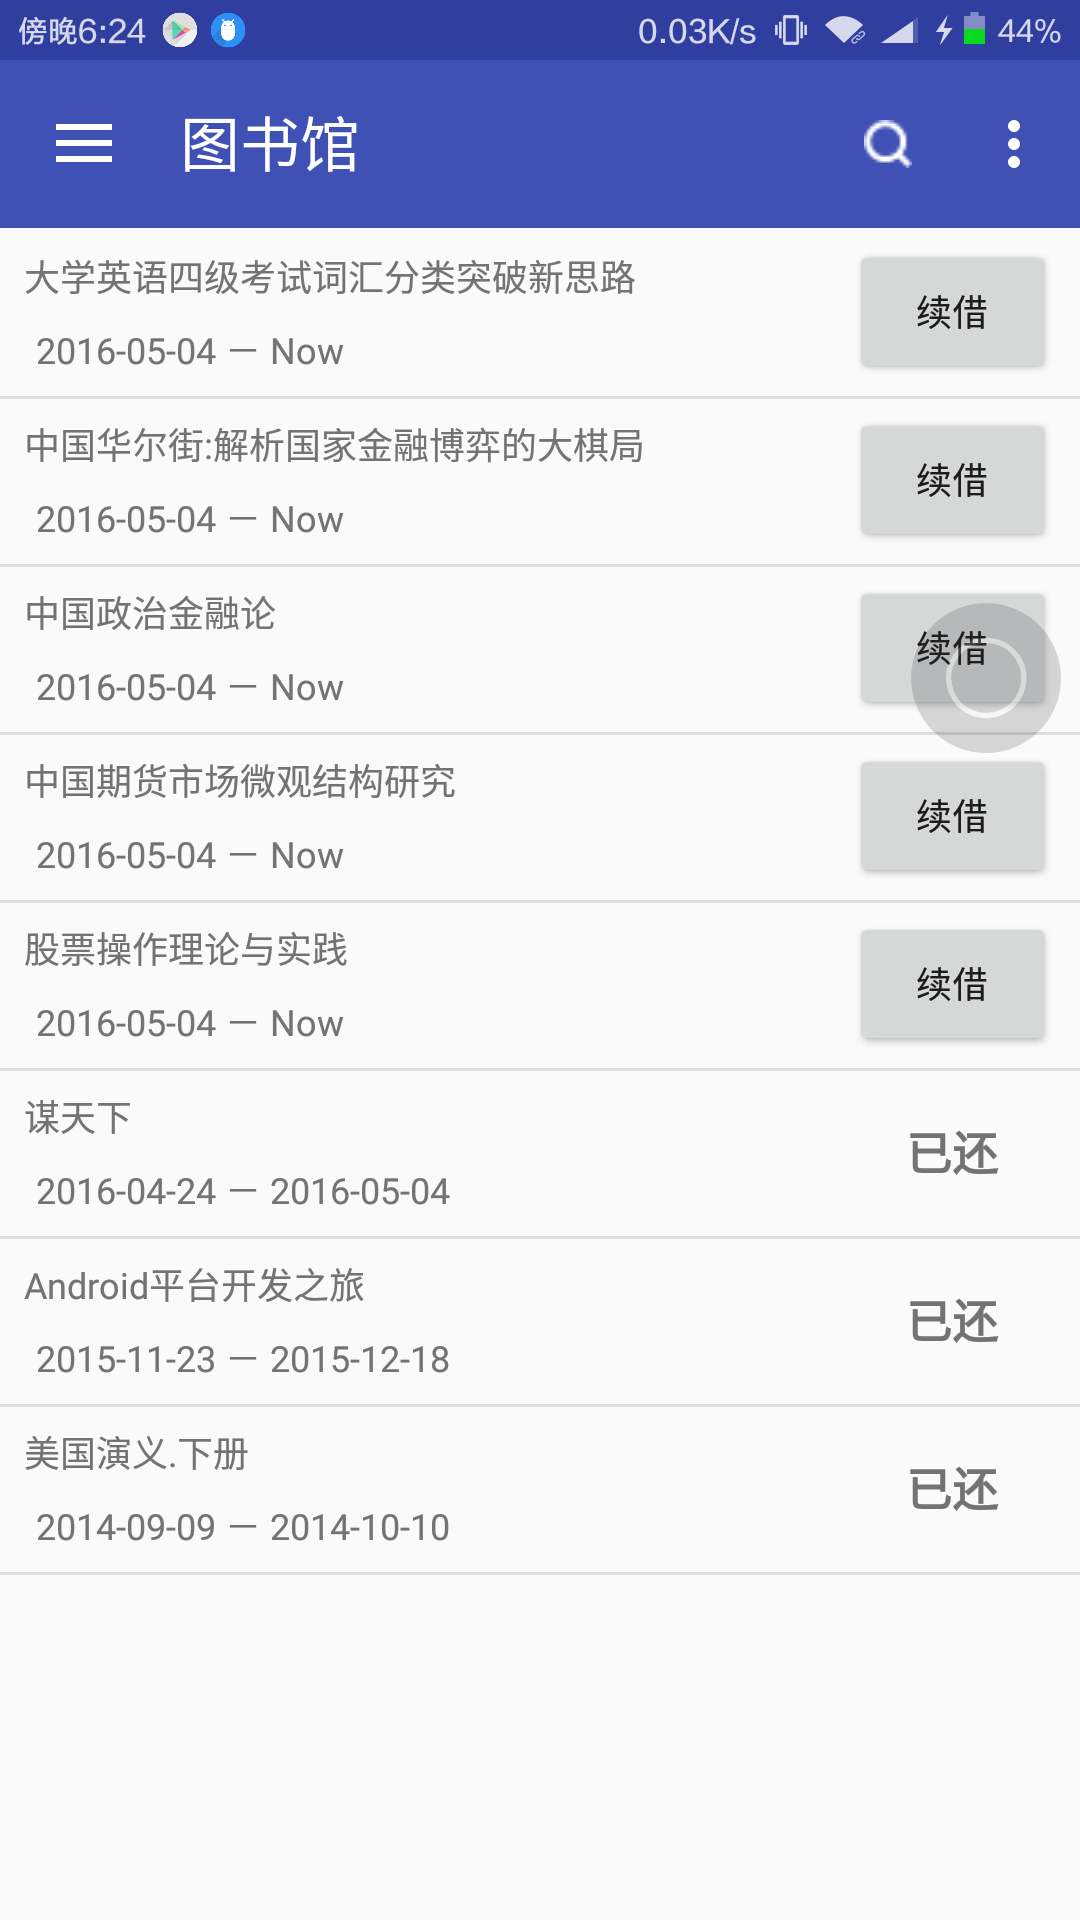 傍晚6:24 0.03K/s 44%
图书馆
大学英语四级考试词汇分类突破新思路
2016-05-04 — Now
续借
中国华尔街:解析国家金融博弈的大棋局
2016-05-04 — Now
续借
中国政治金融论
2016-05-04 — Now
续借
中国期货市场微观结构研究
2016-05-04 — Now
续借
股票操作理论与实践
2016-05-04 — Now
续借
谋天下
2016-04-24 — 2016-05-04
已还
Android平台开发之旅
2015-11-23 — 2015-12-18
已还
美国演义.下册
2014-09-09 — 2014-10-10
已还